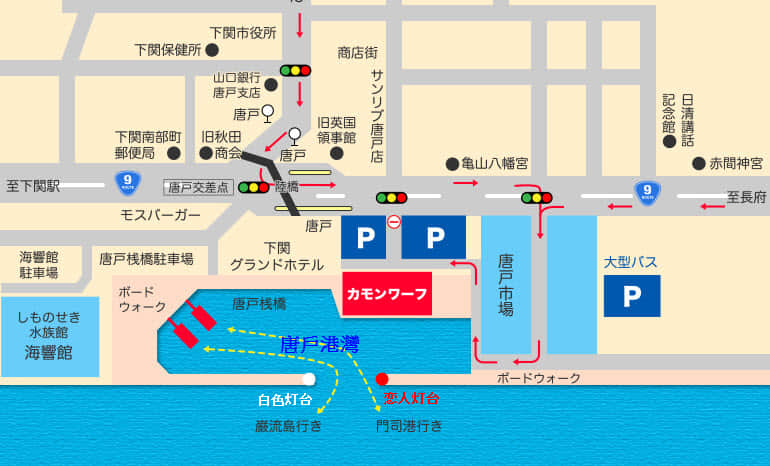 下関市役所
下関保健所
商店街
山口銀行
唐戸支店
サンリブ唐戸店
唐戸
旧英国
領事館
下関南部町
郵便局
旧秋田
商会
唐戸
日清講話
記念館
亀山八幡宮
赤間神宮
至下関駅
9
ROUTE
唐戸交差点
陸橋
9
ROUTE
至長府
モスバーガー
唐戸
P
P
海響館
駐車場
唐戸桟橋駐車場
下関
グランドホテル
唐戸市場
大型バス
P
ボード
ウォーク
唐戸桟橋
カモンワーフ
しものせき
水族館
海響館
唐戶港灣
ボードウォーク
白色灯台
恋人灯台
巌流島行き
門司港行き